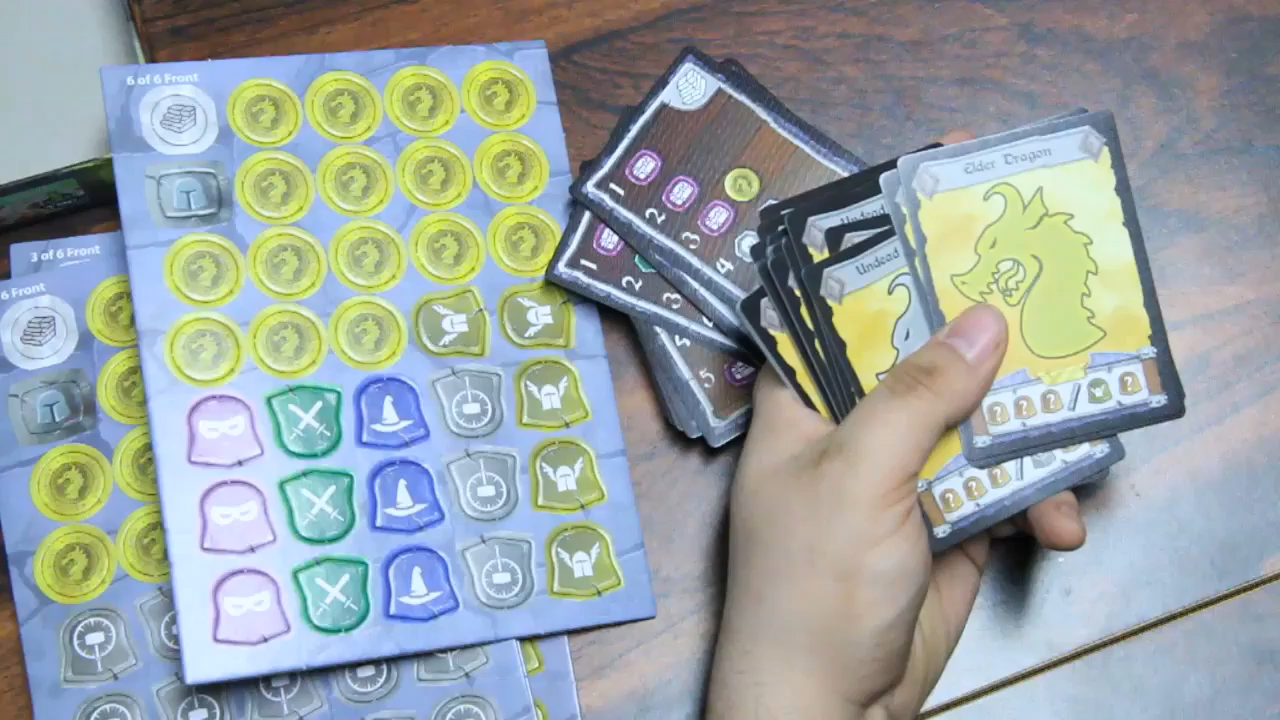 6 of 6 Front
3 of 6 Front
6 Front
1
2
3
4
1
2
3
5
Undead
Undead
Elder Dragon
? ? ? / ?
? ? ?